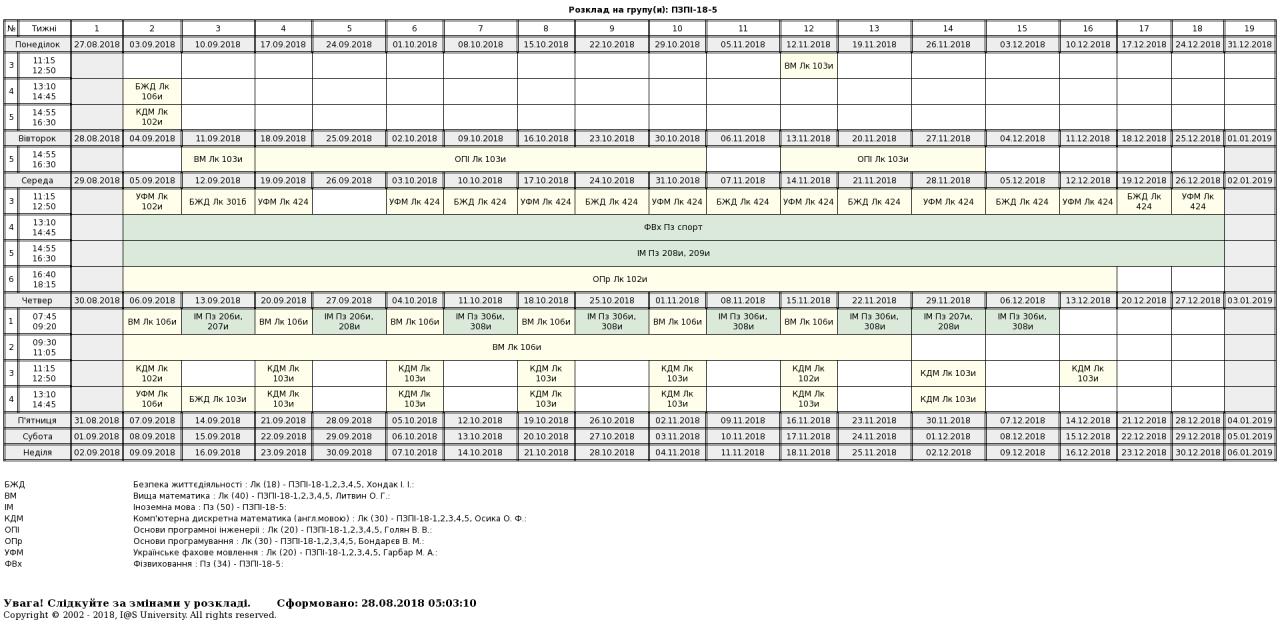 Розклад на групу(и): ПЗПІ-18-5
№ Тижні 1 2 3 4 5 6 7 8 9 10 11 12 13 14 15 16 17 18 19
Понеділок 27.08.2018 03.09.2018 10.09.2018 17.09.2018 24.09.2018 01.10.2018 08.10.2018 15.10.2018 22.10.2018 29.10.2018 05.11.2018 12.11.2018 19.11.2018 26.11.2018 03.12.2018 10.12.2018 17.12.2018 24.12.2018 31.12.2018
3 11:15 12:50 ВМ Лк 103и
4 13:10 14:45 БЖД Лк 106и
5 14:55 16:30 КДМ Лк 102и
Вівторок 28.08.2018 04.09.2018 11.09.2018 18.09.2018 25.09.2018 02.10.2018 09.10.2018 16.10.2018 23.10.2018 30.10.2018 06.11.2018 13.11.2018 20.11.2018 27.11.2018 04.12.2018 11.12.2018 18.12.2018 25.12.2018 01.01.2019
5 14:55 16:30 ВМ Лк 103и ОПІ Лк 103и ОПІ Лк 103и
Середа 29.08.2018 05.09.2018 12.09.2018 19.09.2018 26.09.2018 03.10.2018 10.10.2018 17.10.2018 24.10.2018 31.10.2018 07.11.2018 14.11.2018 21.11.2018 28.11.2018 05.12.2018 12.12.2018 19.12.2018 26.12.2018 02.01.2019
3 11:15 12:50 УФМ Лк 102и БЖД Лк 301б УФМ Лк 424 УФМ Лк 424 БЖД Лк 424 УФМ Лк 424 БЖД Лк 424 УФМ Лк 424 БЖД Лк 424 УФМ Лк 424 БЖД Лк 424 УФМ Лк 424 БЖД Лк 424 УФМ Лк 424 БЖД Лк 424 УФМ Лк 424
4 13:10 14:45 ФВх Пз спорт
5 14:55 16:30 ІМ Пз 208и, 209и
6 16:40 18:15 ОПр Лк 102и
Четвер 30.08.2018 06.09.2018 13.09.2018 20.09.2018 27.09.2018 04.10.2018 11.10.2018 18.10.2018 25.10.2018 01.11.2018 08.11.2018 15.11.2018 22.11.2018 29.11.2018 06.12.2018 13.12.2018 20.12.2018 27.12.2018 03.01.2019
1 07:45 09:20 ВМ Лк 106и ІМ Пз 206и, 207и ВМ Лк 106и ІМ Пз 206и, 208и ВМ Лк 106и ІМ Пз 306и, 308и ВМ Лк 106и ІМ Пз 306и, 308и ВМ Лк 106и ІМ Пз 306и, 308и ВМ Лк 106и ІМ Пз 306и, 308и ІМ Пз 207и, 208и ІМ Пз 306и, 308и
2 09:30 11:05 ВМ Лк 106и
3 11:15 12:50 КДМ Лк 102и КДМ Лк 103и КДМ Лк 103и КДМ Лк 103и КДМ Лк 103и КДМ Лк 102и КДМ Лк 103и КДМ Лк 103и
4 13:10 14:45 УФМ Лк 106и БЖД Лк 103и КДМ Лк 103и КДМ Лк 103и КДМ Лк 103и КДМ Лк 103и КДМ Лк 103и КДМ Лк 103и
П'ятниця 31.08.2018 07.09.2018 14.09.2018 21.09.2018 28.09.2018 05.10.2018 12.10.2018 19.10.2018 26.10.2018 02.11.2018 09.11.2018 16.11.2018 23.11.2018 30.11.2018 07.12.2018 14.12.2018 21.12.2018 28.12.2018 04.01.2019
Субота 01.09.2018 08.09.2018 15.09.2018 22.09.2018 29.09.2018 06.10.2018 13.10.2018 20.10.2018 27.10.2018 03.11.2018 10.11.2018 17.11.2018 24.11.2018 01.12.2018 08.12.2018 15.12.2018 22.12.2018 29.12.2018 05.01.2019
Неділя 02.09.2018 09.09.2018 16.09.2018 23.09.2018 30.09.2018 07.10.2018 14.10.2018 21.10.2018 28.10.2018 04.11.2018 11.11.2018 18.11.2018 25.11.2018 02.12.2018 09.12.2018 16.12.2018 23.12.2018 30.12.2018 06.01.2019
БЖД Безпека життєдіяльності : Лк (18) - ПЗПІ-18-1,2,3,4,5, Хондак І. І.:
ВМ Вища математика : Лк (40) - ПЗПІ-18-1,2,3,4,5, Литвин О. Г.:
ІМ Іноземна мова : Пз (50) - ПЗПІ-18-5:
КДМ Комп'ютерна дискретна математика (англ.мовою) : Лк (30) - ПЗПІ-18-1,2,3,4,5, Осика О. Ф.:
ОПІ Основи програмної інженерії : Лк (20) - ПЗПІ-18-1,2,3,4,5, Голян В. В.:
ОПр Основи програмування : Лк (30) - ПЗПІ-18-1,2,3,4,5, Бондарєв В. М.:
УФМ Українське фахове мовлення : Лк (20) - ПЗПІ-18-1,2,3,4,5, Гарбар М. А.:
ФВх Фізвиховання : Пз (34) - ПЗПІ-18-5:
Увага! Слідкуйте за змінами у розкладі. Сформовано: 28.08.2018 05:03:10
Copyright © 2002 - 2018, I@S University. All rights reserved.